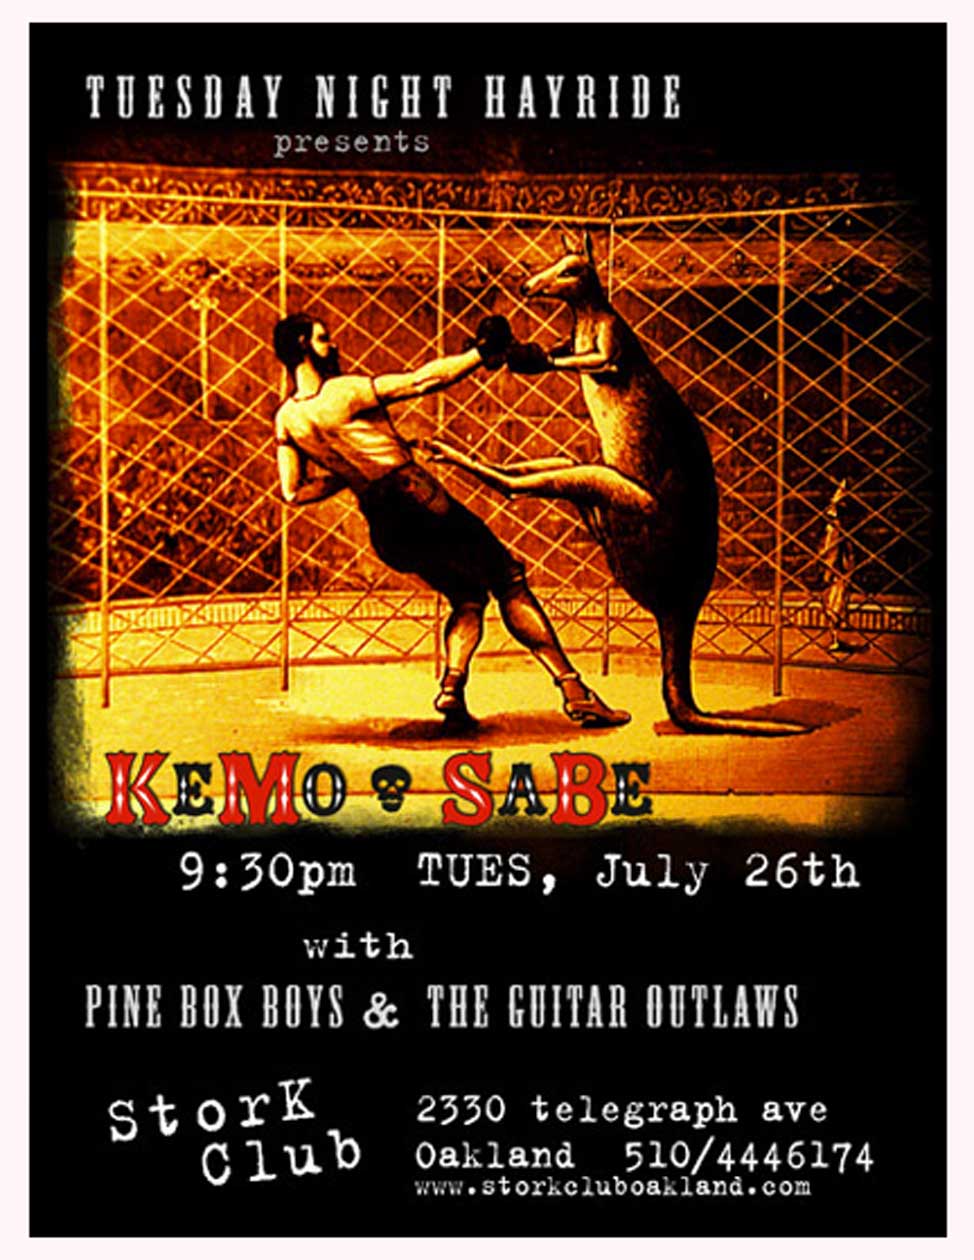 TUESDAY NIGHT HAYRIDE
presents
KEMO SABE
9:30pm TUES, July 26th
with
PINE BOX BOYS & THE GUITAR OUTLAWS
Stork
Club
2330 telegraph ave
Oakland 510/4446174
www.storkcluboakland.com